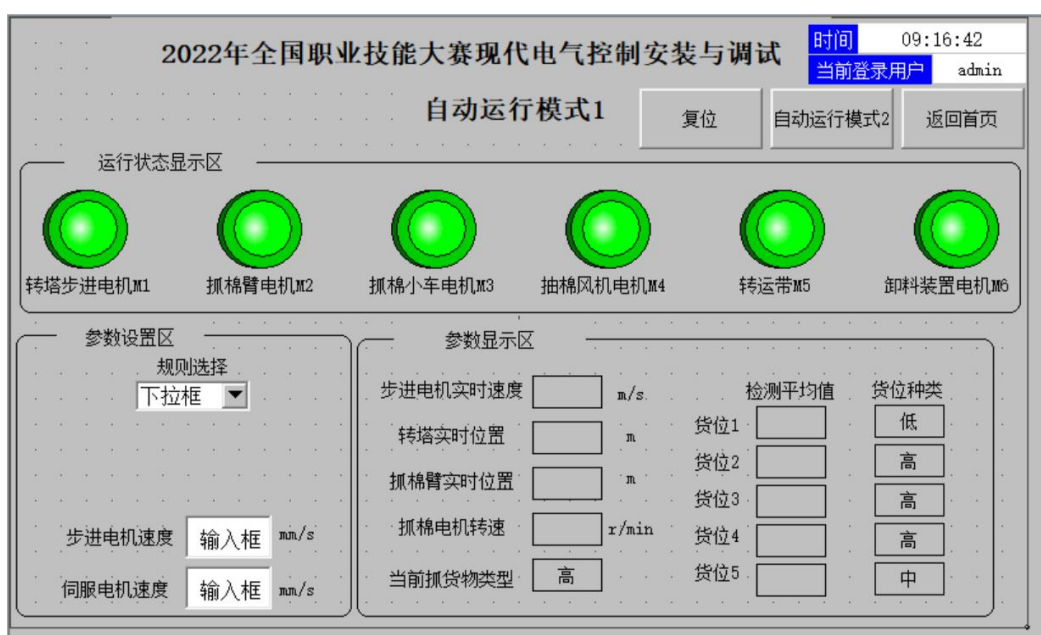 2022年全国职业技能大赛现代电气控制安装与调试
时间 09:16:42
当前登录用户 admin
自动运行模式1
复位 自动运行模式2 返回首页
运行状态显示区
转塔步进电机M1 抓棉臂电机M2 抓棉小车电机M3 抽棉风机电机M4 转运带M5 卸料装置电机M6
参数设置区
规则选择
下拉框
步进电机速度 输入框 mm/s
伺服电机速度 输入框 mm/s
参数显示区
步进电机实时速度 m/s
转塔实时位置 m
抓棉臂实时位置 m
抓棉电机转速 r/min
当前抓货物类型 高
检测平均值 货位种类
货位1 低
货位2 高
货位3 高
货位4 高
货位5 中